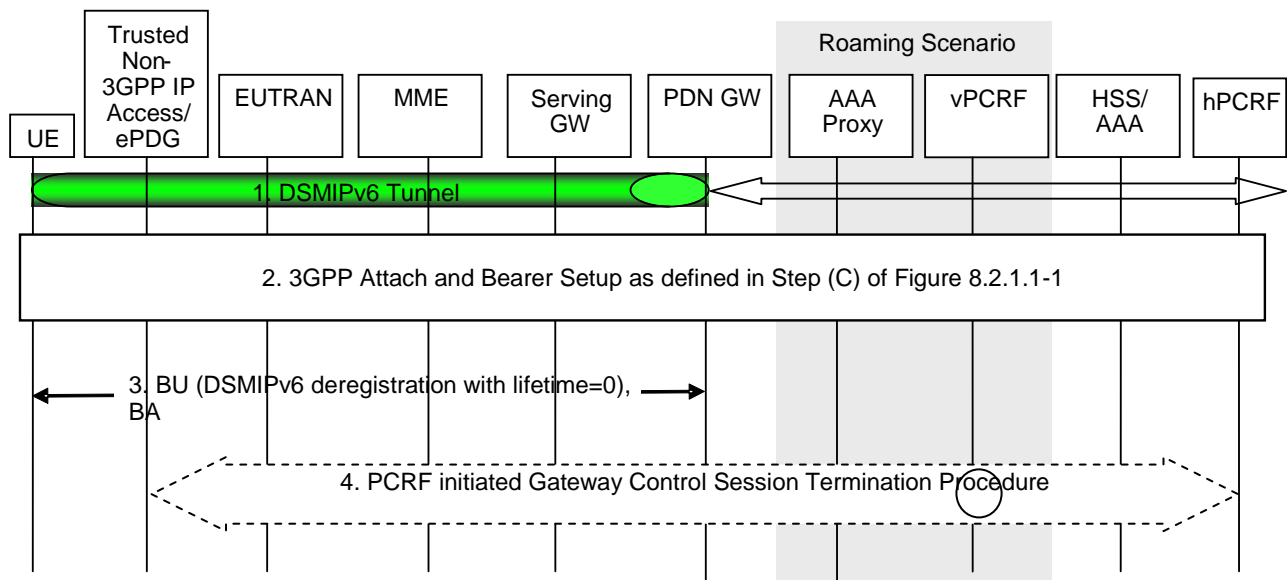 Trusted
Non-
3GPP IP
Access/
ePDG
Roaming Scenario
UE
EUTRAN
MME
Serving
GW
PDN GW
AAA
Proxy
vPCRF
HSS/
AAA
hPCRF
1. DSMIPv6 Tunnel
2. 3GPP Attach and Bearer Setup as defined in Step (C) of Figure 8.2.1.1-1
3. BU (DSMIPv6 deregistration with lifetime=0),
BA
4. PCRF initiated Gateway Control Session Termination Procedure